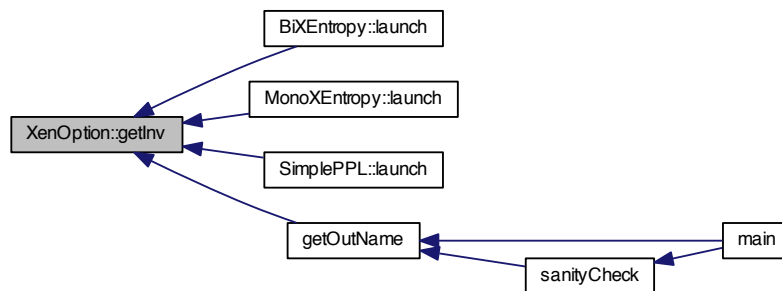 BiXEntropy::launch
MonoXEntropy::launch
XenOption::getInv
SimplePPL::launch
getOutName
main
sanityCheck